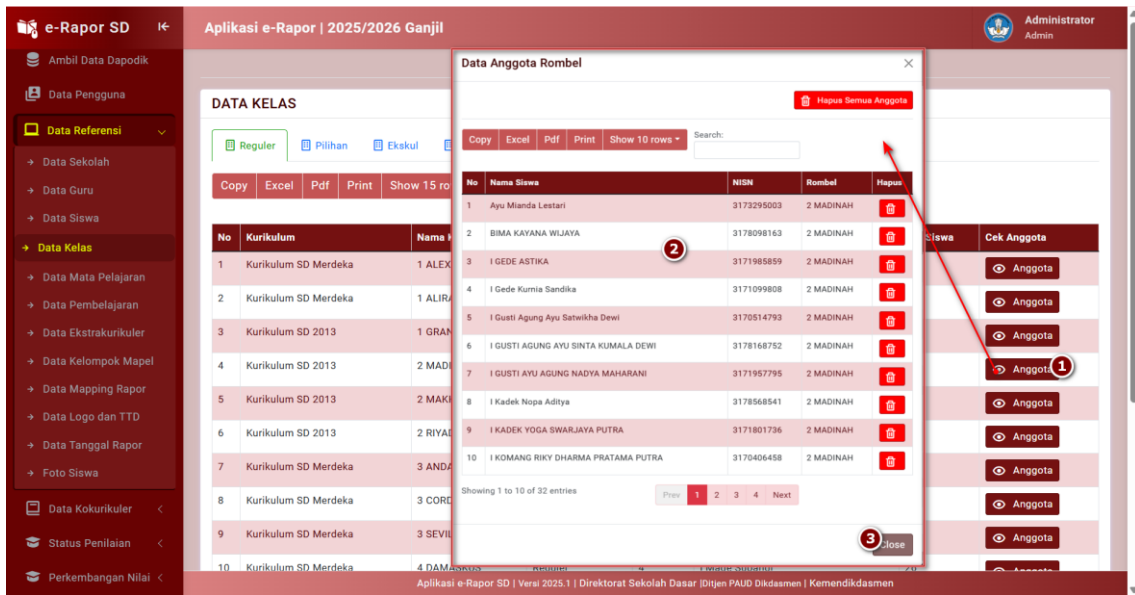 e-Rapor SD
Aplikasi e-Rapor | 2025/2026 Ganjil
Administrator
Admin
Ambil Data Dapodik
Data Pengguna
Data Referensi
Data Sekolah
Data Guru
Data Siswa
Data Kelas
Data Mata Pelajaran
Data Pembelajaran
Data Ekstrakurikuler
Data Kelompok Mapel
Data Mapping Rapor
Data Logo dan TTD
Data Tanggal Rapor
Foto Siswa
Data Kokurikuler
Status Penilaian
Perkembangan Nilai
DATA KELAS
Reguler Pilihan Ekskul
Copy Excel Pdf Print Show 15 ro
No Kurikulum Nama Siswa Cek Anggota
1 Kurikulum SD Merdeka 1 ALEX Anggota
2 Kurikulum SD Merdeka 1 ALIRA Anggota
3 Kurikulum SD 2013 1 GRAN Anggota
4 Kurikulum SD 2013 2 MADI Anggota 1
5 Kurikulum SD 2013 2 MAK Anggota
6 Kurikulum SD 2013 2 RIYAD Anggota
7 Kurikulum SD Merdeka 3 ANDA Anggota
8 Kurikulum SD Merdeka 3 CORD Anggota
9 Kurikulum SD Merdeka 3 SEVIL Anggota
10 Kurikulum SD Merdeka 4 DAMASKUS Reguler 4 Anggota
Data Anggota Rombel
Hapus Semua Anggota
Copy Excel Pdf Print Show 10 rows
Search:
No Nama Siswa NISN Rombel Hapus
1 Ayu Mianda Lestari 3173295003 2 MADINAH
2 BIMA KAYANA WIJAYA 3178098163 2 MADINAH
2
3 I GEDE ASTIKA 3171985859 2 MADINAH
4 I Gede Kurnia Sandika 3171099808 2 MADINAH
5 I Gusti Agung Ayu Satwikha Dewi 3170514793 2 MADINAH
6 I GUSTI AGUNG AYU SINTA KUMALA DEWI 3178168752 2 MADINAH
7 I GUSTI AYU AGUNG NADYA MAHARANI 3171957795 2 MADINAH
8 I Kadek Nopa Aditya 3178568541 2 MADINAH
9 I KADEK YOGA SWARJAYA PUTRA 3171801736 2 MADINAH
10 I KOMANG RIKY DHARMA PRATAMA PUTRA 3170406458 2 MADINAH
Showing 1 to 10 of 32 entries
Prev 1 2 3 4 Next
3 Close
Aplikasi e-Rapor SD | Versi 2025.1 | Direktorat Sekolah Dasar |Ditjen PAUD Dikdasmen | Kemendikdasmen